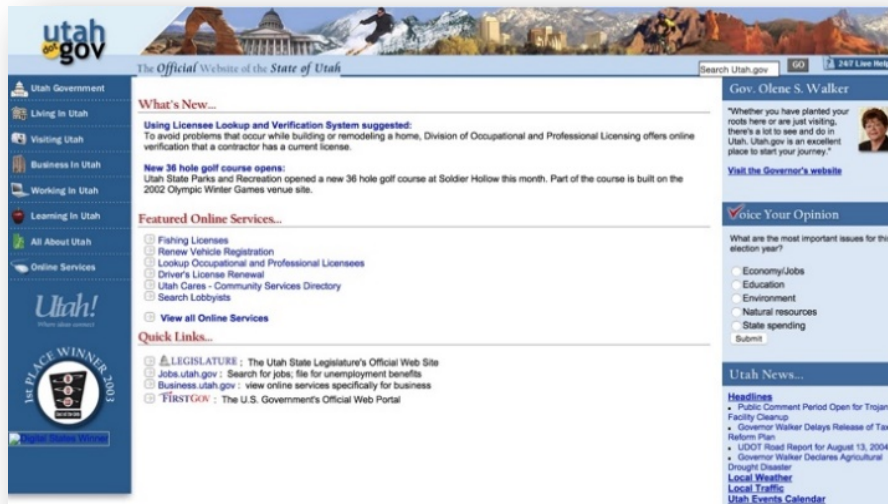 utah
dot
gov
The Official Website of the State of Utah
Search Utah.gov
GO
24/7 Live Help
Utah Government
Living In Utah
Visiting Utah
Business In Utah
Working In Utah
Learning In Utah
All About Utah
Online Services
Utah!
Where ideas connect
1st PLACE WINNER 2003
Digital States Winner
What's New...
Using Licensee Lookup and Verification System suggested:
To avoid problems that occur while building or remodeling a home, Division of Occupational and Professional Licensing offers online
verification that a contractor has a current license.
New 36 hole golf course opens:
Utah State Parks and Recreation opened a new 36 hole golf course at Soldier Hollow this month. Part of the course is built on the
2002 Olympic Winter Games venue site.
Featured Online Services...
Fishing Licenses
Renew Vehicle Registration
Lookup Occupational and Professional Licensees
Driver's License Renewal
Utah Cares - Community Services Directory
Search Lobbyists
View all Online Services
Quick Links...
LEGISLATURE : The Utah State Legislature's Official Web Site
Jobs.utah.gov : Search for jobs; file for unemployment benefits
Business.utah.gov : view online services specifically for business
FIRSTGOV : The U.S. Government's Official Web Portal
Gov. Olene S. Walker
"Whether you have planted your
roots here or are just visiting,
there's a lot to see and do in
Utah. Utah.gov is an excellent
place to start your journey."
Visit the Governor's website
Voice Your Opinion
What are the most important issues for this
election year?
Economy/Jobs
Education
Environment
Natural resources
State spending
Submit
Utah News...
Headlines
Public Comment Period Open for Trojan
Facility Cleanup
Governor Walker Delays Release of Tax
Reform Plan
UDOT Road Report for August 13, 2004
Governor Walker Declares Agricultural
Drought Disaster
Local Weather
Local Traffic
Utah Events Calendar